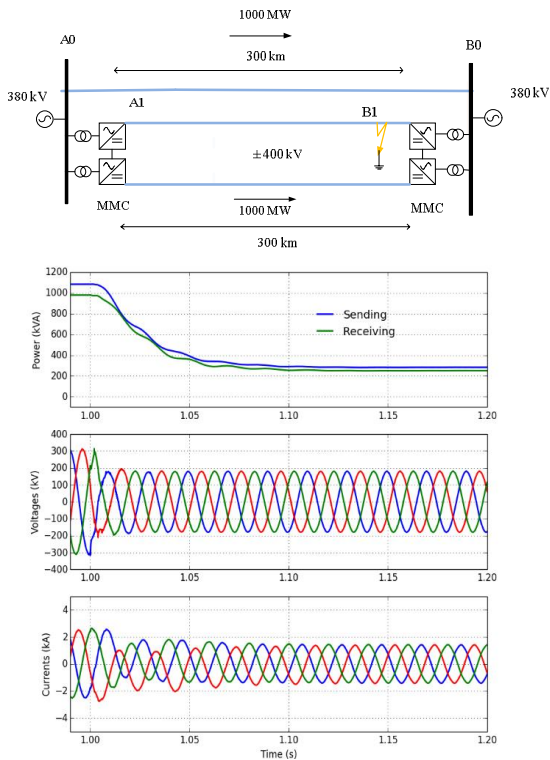 1000 MW
A0
B0
300 km
380 kV
380 kV
A1
B1
±400 kV
MMC
1000 MW
MMC
300 km
1200
1000
800
600
400
200
0
Power (kVA)
Sending
Receiving
1.00
1.05
1.10
1.15
1.20
400
300
200
100
0
−100
−200
−300
−400
Voltages (kV)
1.00
1.05
1.10
1.15
1.20
4
2
0
−2
−4
Currents (kA)
1.00
1.05
1.10
1.15
1.20
Time (s)